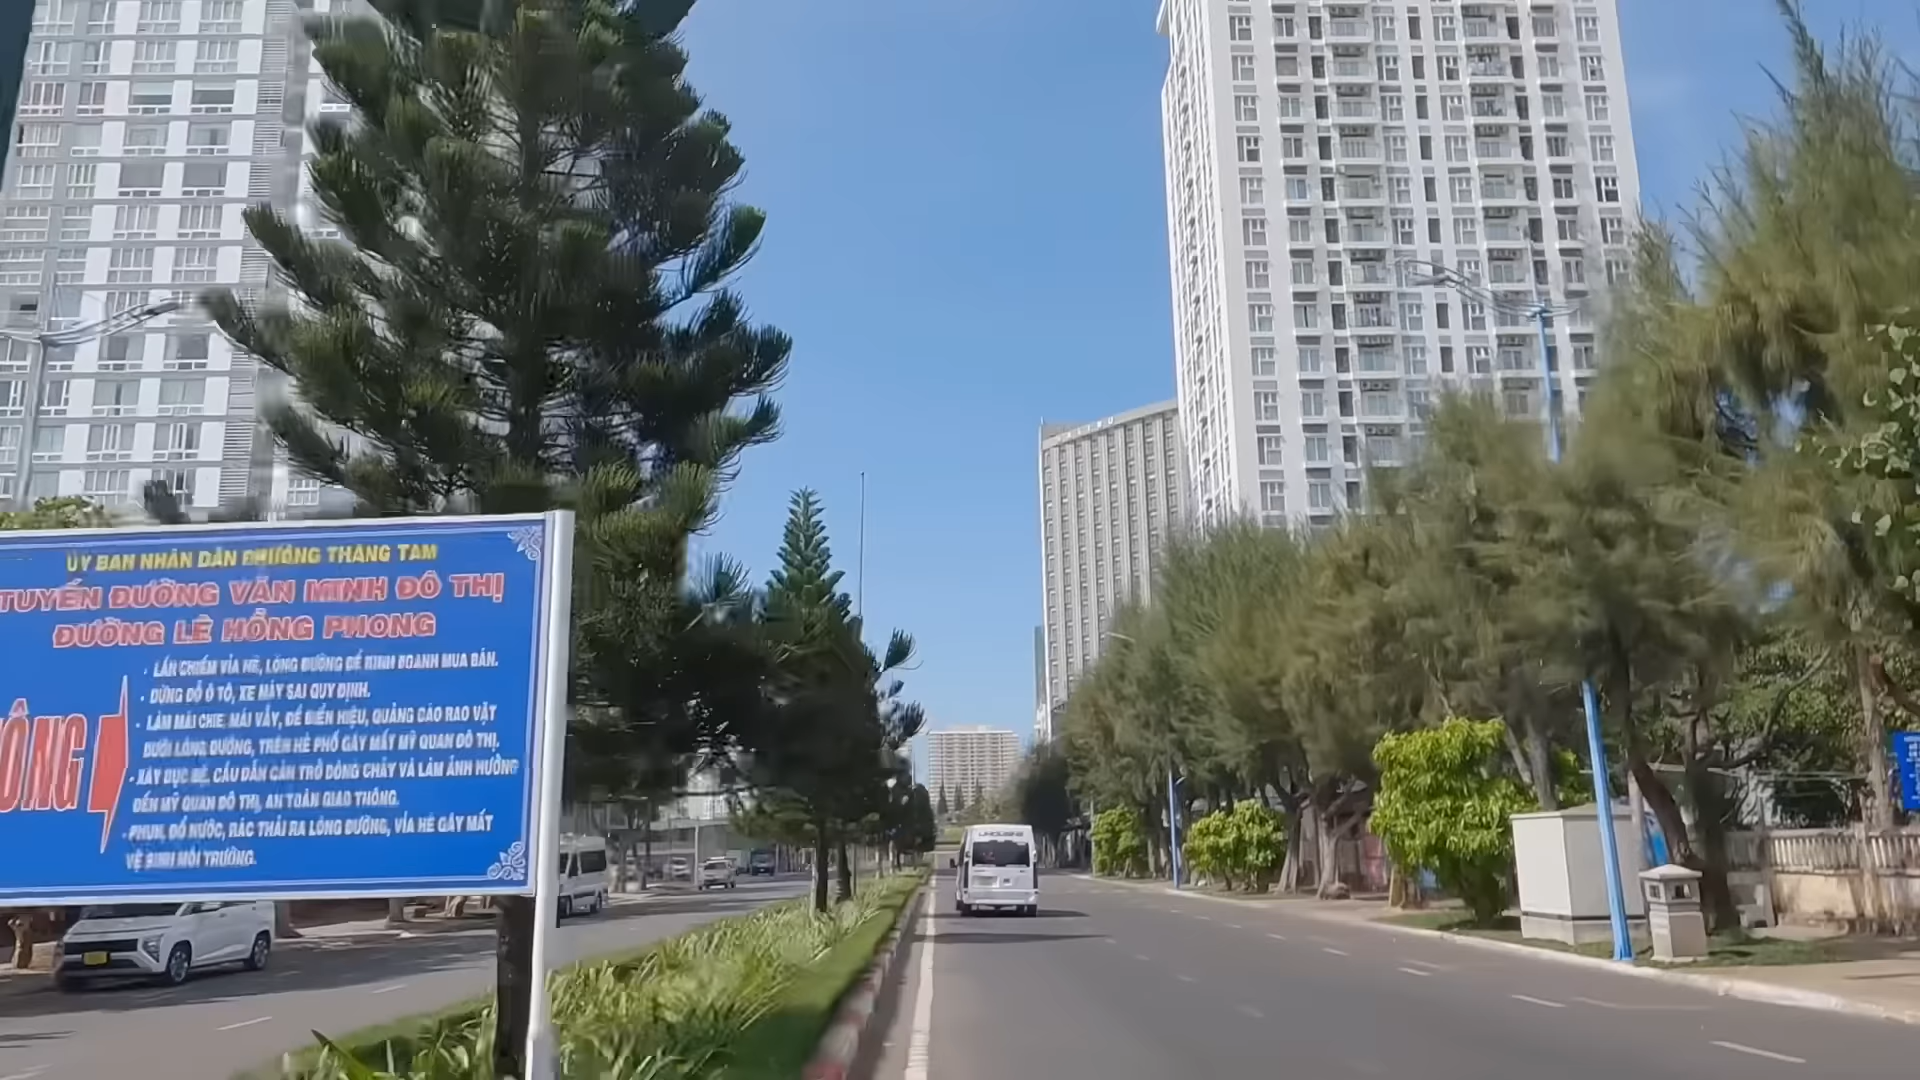 ỦY BAN NHÂN DÂN PHƯỜNG THẮNG TAM
TUYẾN ĐƯỜNG VĂN MINH ĐÔ THỊ
ĐƯỜNG LÊ HỒNG PHONG
ÔNG
- LẤN CHIẾM VỈA HÈ, LÒNG ĐƯỜNG ĐỂ KINH DOANH MUA BÁN.
- DỪNG ĐỖ Ô TÔ, XE MÁY SAI QUY ĐỊNH.
- LÀM MÁI CHE, MÁI VẨY, ĐỂ BIỂN HIỆU, QUẢNG CÁO RAO VẶT
DƯỚI LÒNG ĐƯỜNG, TRÊN HÈ PHỐ GÂY MẤT MỸ QUAN ĐÔ THỊ.
- XÂY BỤC BỆ, CẦU DẪN CẢN TRỞ DÒNG CHẢY VÀ LÀM ẢNH HƯỞNG
ĐẾN MỸ QUAN ĐÔ THỊ, AN TOÀN GIAO THÔNG.
- PHUN, ĐỔ NƯỚC, RÁC THẢI RA LÒNG ĐƯỜNG, VỈA HÈ GÂY MẤT
VỆ SINH MÔI TRƯỜNG.
LIMOUSINE